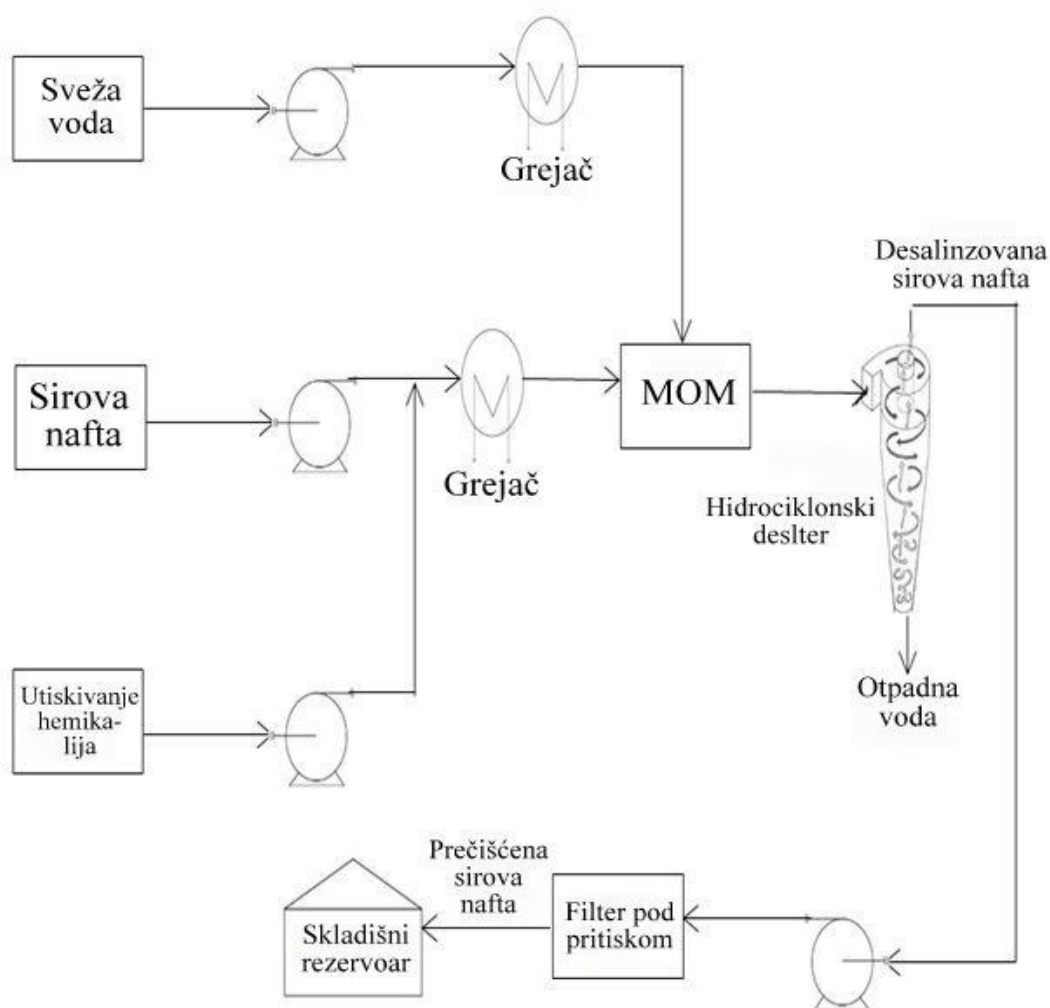 Sveža
voda
Grejač
Desalinzovana
sirova nafta
Sirova
nafta
MOM
Grejač
Hidrociklonski
deslter
Utiskivanje
hemika-
lija
Otpadna
voda
Prečišćena
sirova
nafta
Skladišni
rezervoar
Filter pod
pritiskom